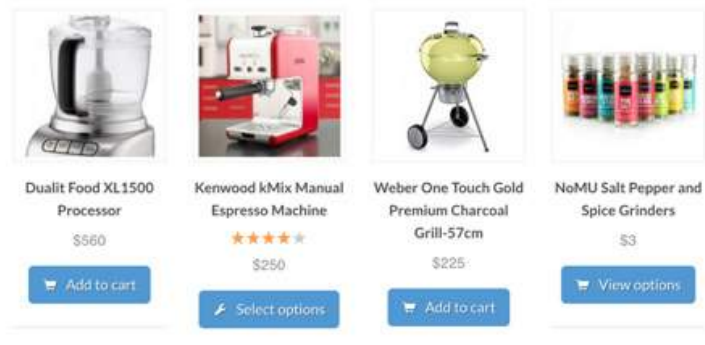 Dualit Food XL1500
Processor
$560
Add to cart
Kenwood kMix Manual
Espresso Machine
$250
Select options
Weber One Touch Gold
Premium Charcoal
Grill-57cm
$225
Add to cart
NoMU Salt Pepper and
Spice Grinders
$3
View options